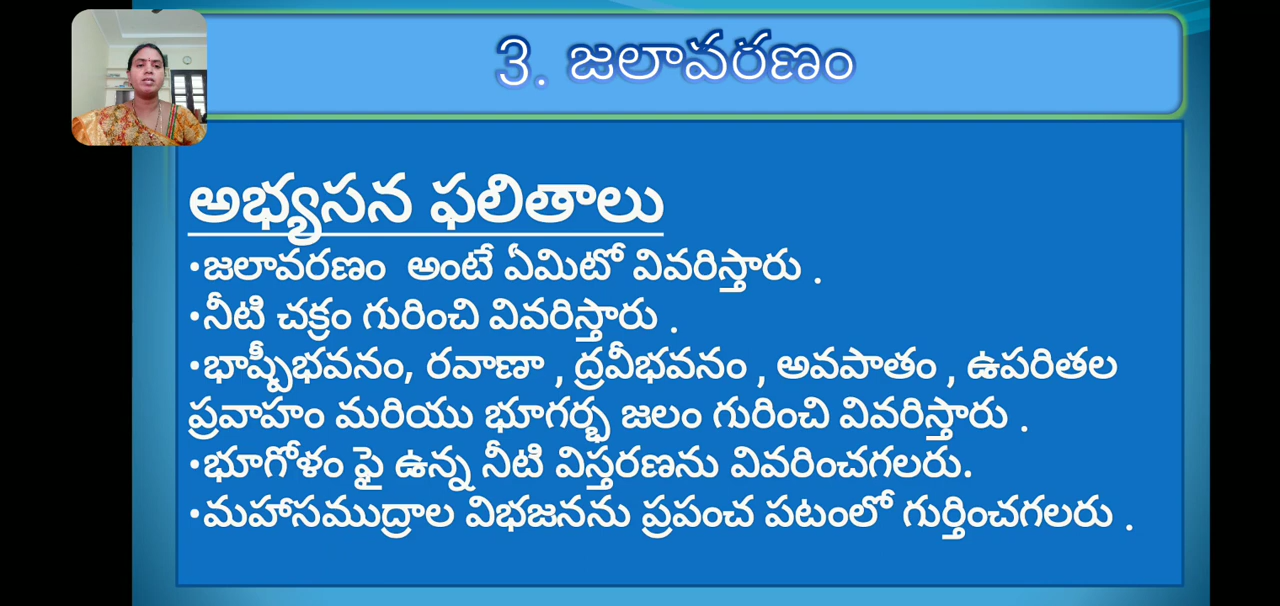 3. జలావరణం
అభ్యసన ఫలితాలు
•జలావరణం అంటే ఏమిటో వివరిస్తారు .
•నీటి చక్రం గురించి వివరిస్తారు .
•భాష్పీభవనం, రవాణా , ద్రవీభవనం , అవపాతం , ఉపరితల
ప్రవాహం మరియు భూగర్భ జలం గురించి వివరిస్తారు .
•భూగోళం ఫై ఉన్న నీటి విస్తరణను వివరించగలరు.
•మహాసముద్రాల విభజనను ప్రపంచ పటంలో గుర్తించగలరు .